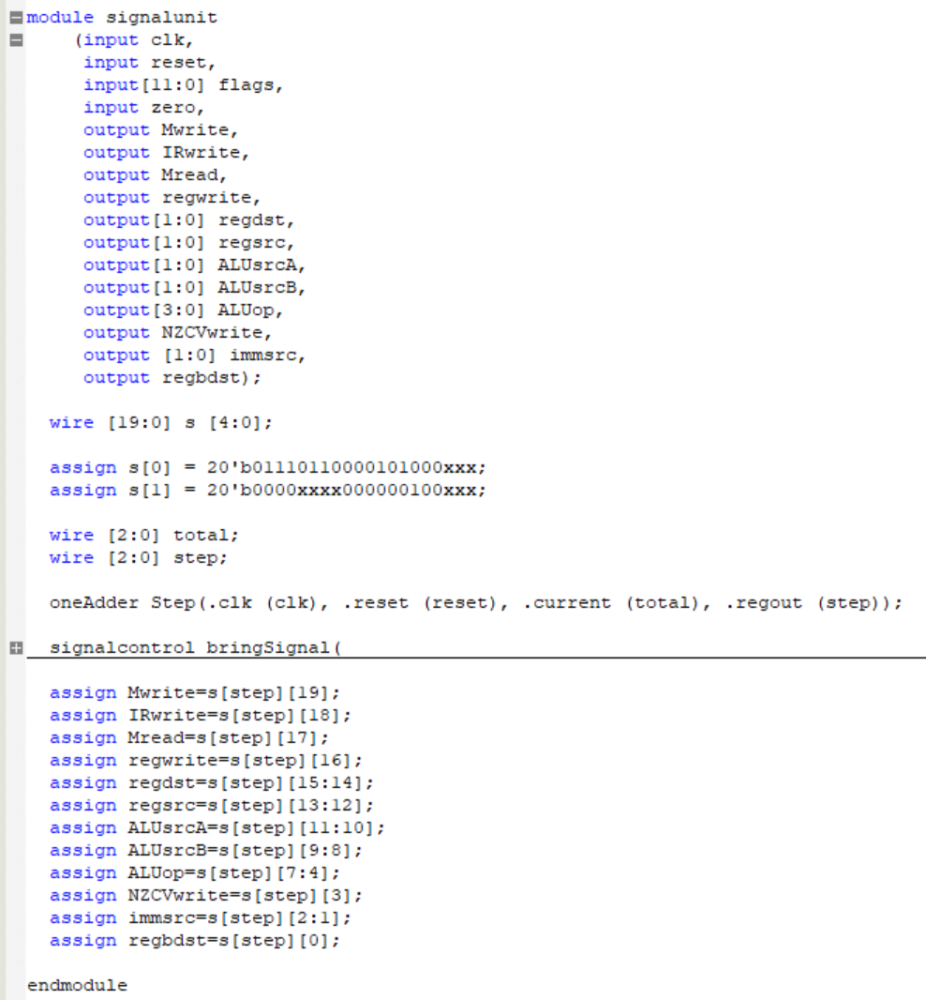 module signalunit
(input clk,
input reset,
input[11:0] flags,
input zero,
output Mwrite,
output IRwrite,
output Mread,
output regwrite,
output[1:0] regdst,
output[1:0] regsrc,
output[1:0] ALUsrcA,
output[1:0] ALUsrcB,
output[3:0] ALUop,
output NZCVwrite,
output [1:0] immsrc,
output regbdst);
wire [19:0] s [4:0];
assign s[0] = 20'b01110110000101000xxx;
assign s[1] = 20'b0000xxxx000000100xxx;
wire [2:0] total;
wire [2:0] step;
oneAdder Step(.clk (clk), .reset (reset), .current (total), .regout (step));
signalcontrol bringSignal(
assign Mwrite=s[step][19];
assign IRwrite=s[step][18];
assign Mread=s[step][17];
assign regwrite=s[step][16];
assign regdst=s[step][15:14];
assign regsrc=s[step][13:12];
assign ALUsrcA=s[step][11:10];
assign ALUsrcB=s[step][9:8];
assign ALUop=s[step][7:4];
assign NZCVwrite=s[step][3];
assign immsrc=s[step][2:1];
assign regbdst=s[step][0];
endmodule